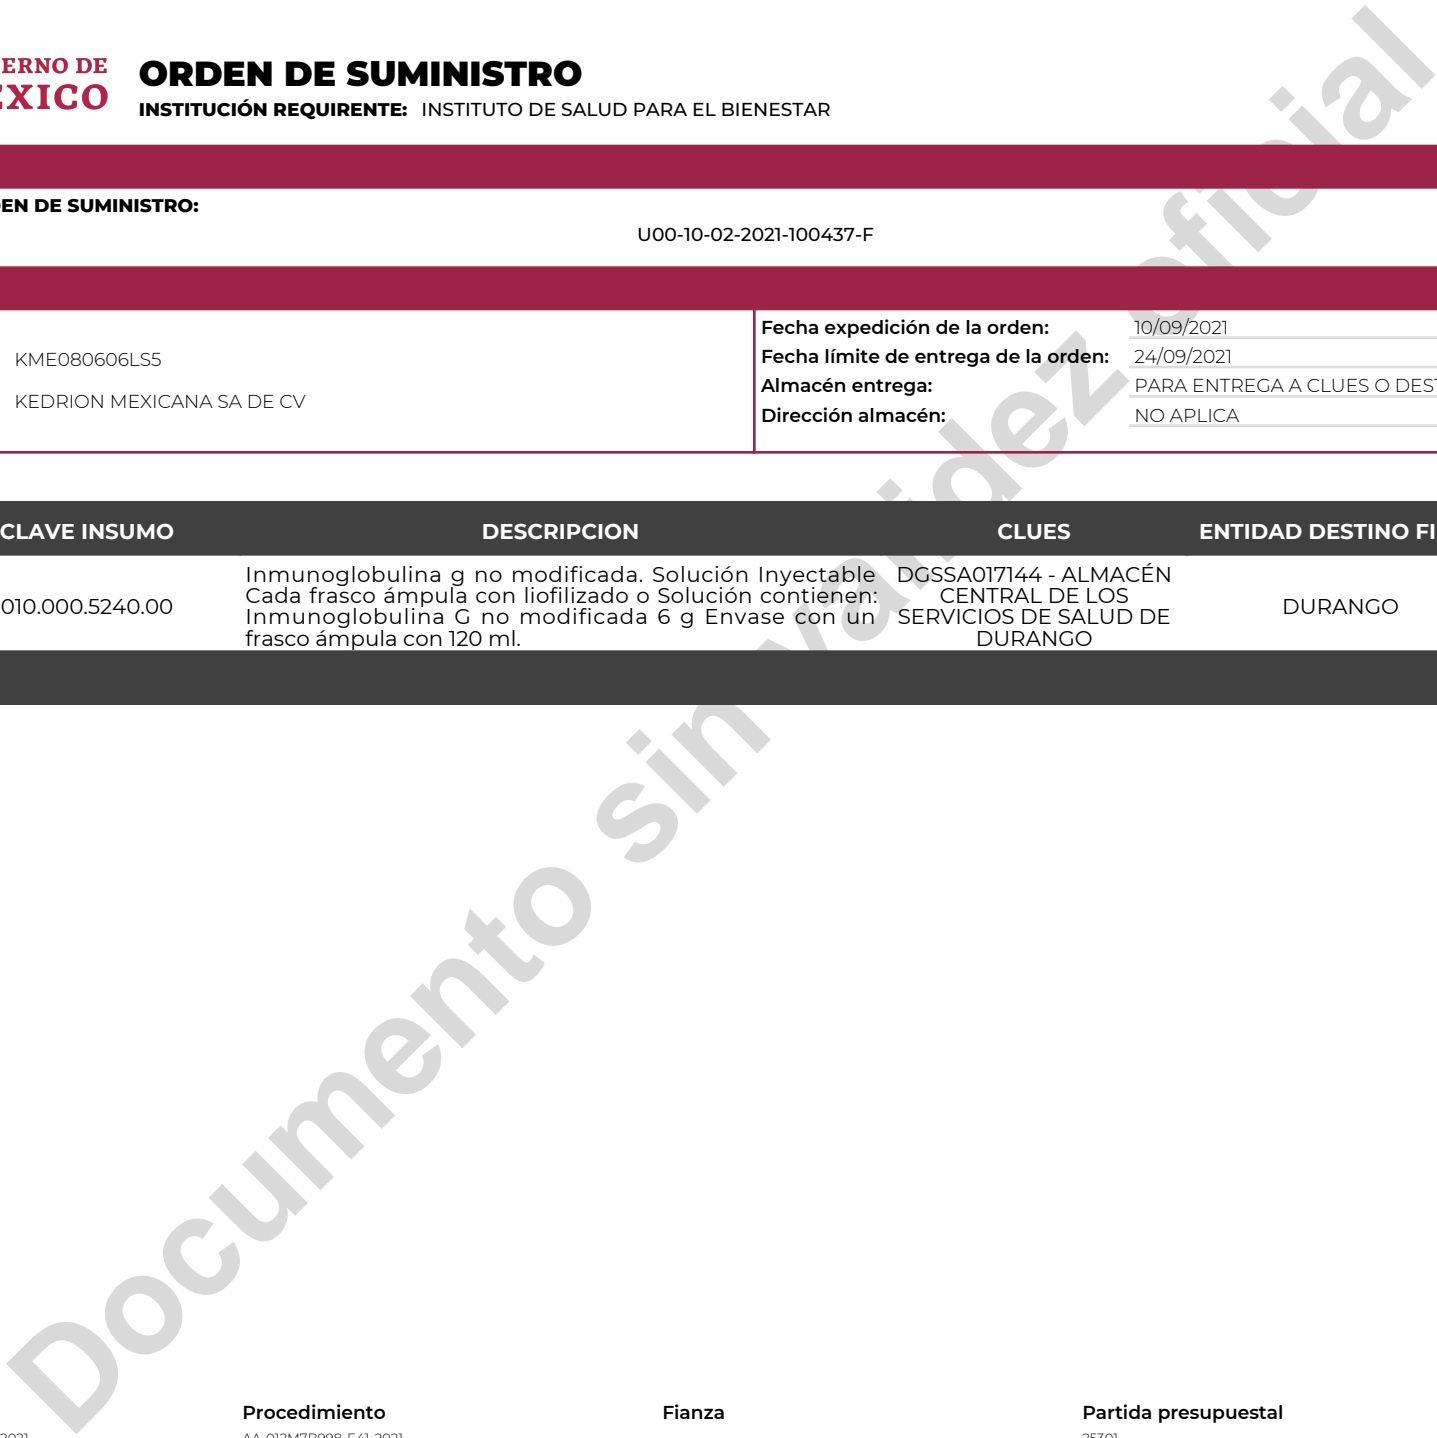 ERNO DE
ÉXICO
ORDEN DE SUMINISTRO
INSTITUCIÓN REQUIRENTE: INSTITUTO DE SALUD PARA EL BIENESTAR
EN DE SUMINISTRO:
U00-10-02-2021-100437-F
KME080606LS5
KEDRION MEXICANA SA DE CV
Fecha expedición de la orden: 10/09/2021
Fecha límite de entrega de la orden: 24/09/2021
Almacén entrega: PARA ENTREGA A CLUES O DEST
Dirección almacén: NO APLICA
CLAVE INSUMO DESCRIPCION CLUES ENTIDAD DESTINO FI
010.000.5240.00
Inmunoglobulina g no modificada. Solución Inyectable
Cada frasco ámpula con liofilizado o Solución contienen:
Inmunoglobulina G no modificada 6 g Envase con un
frasco ámpula con 120 ml.
DGSSA017144 - ALMACÉN
CENTRAL DE LOS
SERVICIOS DE SALUD DE
DURANGO
DURANGO
Documento sin validez oficial
Procedimiento Fianza Partida presupuestal